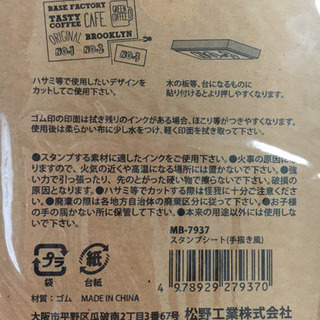 BASE FACTORY
TASTY COFFEE
CAFE
GREEN COFFEE
ORIGINAL
BROOKLYN
NO.1
NO.2
NO.3
ハサミ等で使用したいデザインを
カットしてご使用下さい。
木の板等、台になるものに
貼り付けるとより押しやすくなります。
ゴム印の印面は拭き残りのインクがある場合、ほこり等がつきやすくなります。
使用後は柔らかい布に少し水をつけ、軽く印面を拭き取って下さい。
●スタンプする素材に適したインクをご使用下さい。●火事の原因になり
ますので、火気の近くや高温になる場所には置かないで下さい。●
強い力で引っ張ったり、先のとがった硬い物で擦らないで下さい。破損の
原因となります。●ハサミ等でカットする際は怪我に十分ご注意くださ
い。●廃棄の際は各地方自治体の廃棄区分に従って下さい。●お子様
の手の届かない所に保管して下さい。●本来の用途以外には使用しな
いで下さい。
MB-7937
スタンプシート(手描き風)
プラ
紙
袋
台紙
4 978929 279370
材質：ゴム MADE IN CHINA
松野工業株式会社
大阪市平野区瓜破南2丁目3番67号